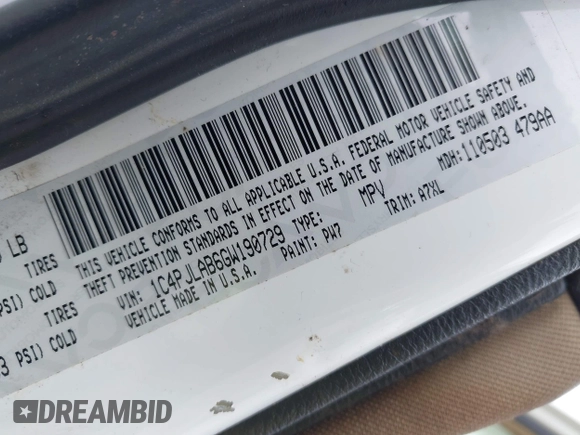 LB
TIRES
PSI) COLD
TIRES
3 PSI) COLD
THIS VEHICLE CONFORMS TO ALL APPLICABLE U.S.A. FEDERAL MOTOR VEHICLE SAFETY AND
THEFT PREVENTION STANDARDS IN EFFECT ON THE DATE OF MANUFACTURE SHOWN ABOVE.
VIN: 1C4PJLAB6GW190729 TYPE: MPV MDH: 110503 479AA
VEHICLE MADE IN U.S.A. PAINT: PW7 TRIM: A7XL
DREAMBID